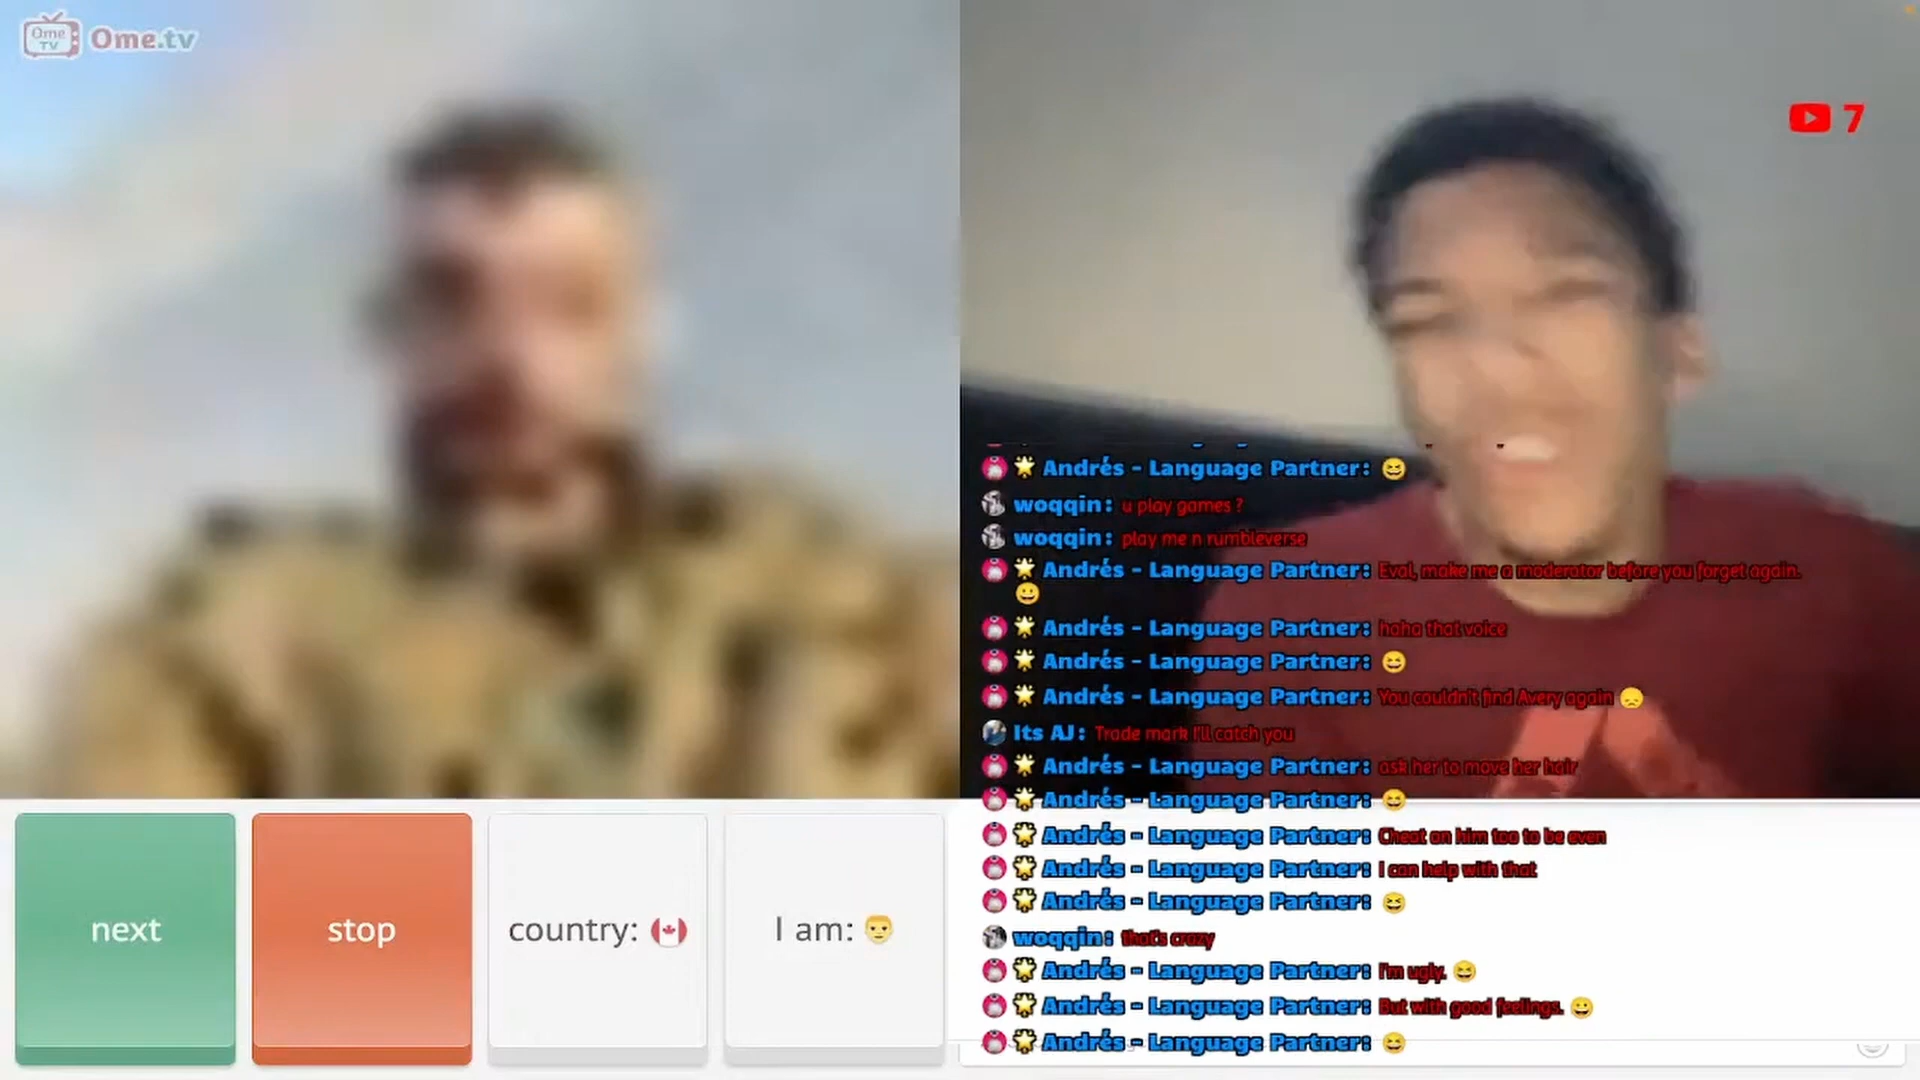 Ome TV Ome.tv
7
Andrés - Language Partner: 😆
woqqin: u play games ?
woqqin: play me n rumbleverse
Andrés - Language Partner: Eval, make me a moderator before you forget again.
😀
Andrés - Language Partner: haha that voice
Andrés - Language Partner: 😆
Andrés - Language Partner: You couldn't find Avery again 😞
Its AJ: Trade mark I'll catch you
Andrés - Language Partner: ask her to move her hair
Andrés - Language Partner: 😆
Andrés - Language Partner: Cheat on him too to be even
Andrés - Language Partner: I can help with that
Andrés - Language Partner: 😆
woqqin: that's crazy
Andrés - Language Partner: I'm ugly. 😆
Andrés - Language Partner: But with good feelings. 😀
Andrés - Language Partner: 😆
next
stop
country: 🇨🇦
I am: 👨